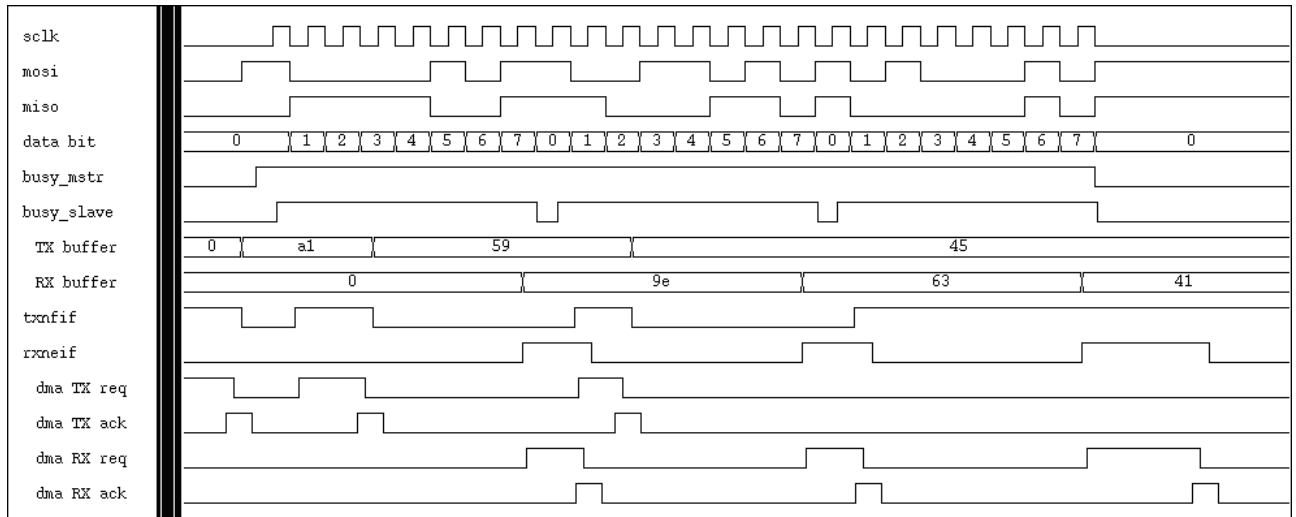 sclk
mosi
miso
data bit 0 1 2 3 4 5 6 7 0 1 2 3 4 5 6 7 0 1 2 3 4 5 6 7 0
busy_mstr
busy_slave
TX buffer 0 a1 59 45
RX buffer 0 9e 63 41
txnfif
rxneif
dma TX req
dma TX ack
dma RX req
dma RX ack